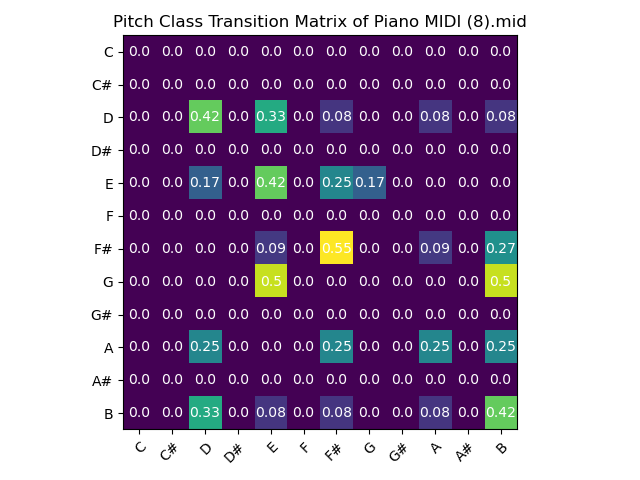 Pitch Class Transition Matrix of Piano MIDI (8).mid
C 0.0 0.0 0.0 0.0 0.0 0.0 0.0 0.0 0.0 0.0 0.0 0.0
C# 0.0 0.0 0.0 0.0 0.0 0.0 0.0 0.0 0.0 0.0 0.0 0.0
D 0.0 0.0 0.42 0.0 0.33 0.0 0.08 0.0 0.0 0.08 0.0 0.08
D# 0.0 0.0 0.0 0.0 0.0 0.0 0.0 0.0 0.0 0.0 0.0 0.0
E 0.0 0.0 0.17 0.0 0.42 0.0 0.25 0.17 0.0 0.0 0.0 0.0
F 0.0 0.0 0.0 0.0 0.0 0.0 0.0 0.0 0.0 0.0 0.0 0.0
F# 0.0 0.0 0.0 0.0 0.09 0.0 0.55 0.0 0.0 0.09 0.0 0.27
G 0.0 0.0 0.0 0.0 0.5 0.0 0.0 0.0 0.0 0.0 0.0 0.5
G# 0.0 0.0 0.0 0.0 0.0 0.0 0.0 0.0 0.0 0.0 0.0 0.0
A 0.0 0.0 0.25 0.0 0.0 0.0 0.25 0.0 0.0 0.25 0.0 0.25
A# 0.0 0.0 0.0 0.0 0.0 0.0 0.0 0.0 0.0 0.0 0.0 0.0
B 0.0 0.0 0.33 0.0 0.08 0.0 0.08 0.0 0.0 0.08 0.0 0.42
C C# D D# E F F# G G# A A# B